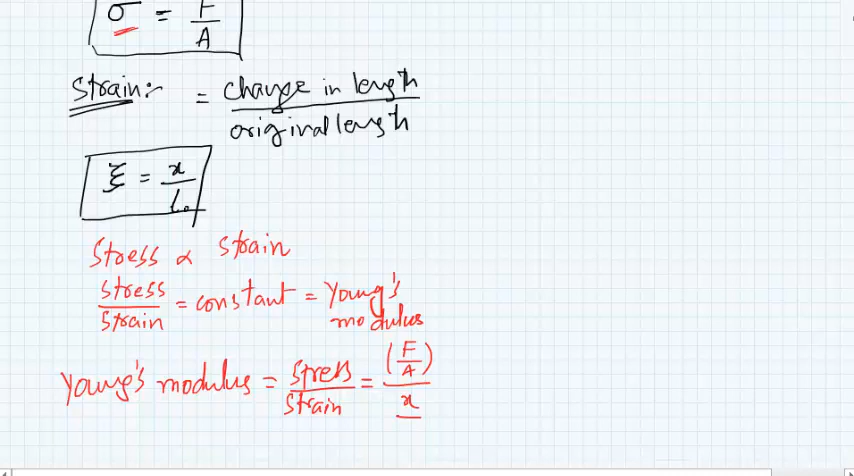 σ = F/A
Strain:- = change in length / original length
ξ = x/L₀
Stress ∝ Strain
Stress/Strain = constant = Young's modulus
Young's modulus = Stress/Strain = (F/A)/x